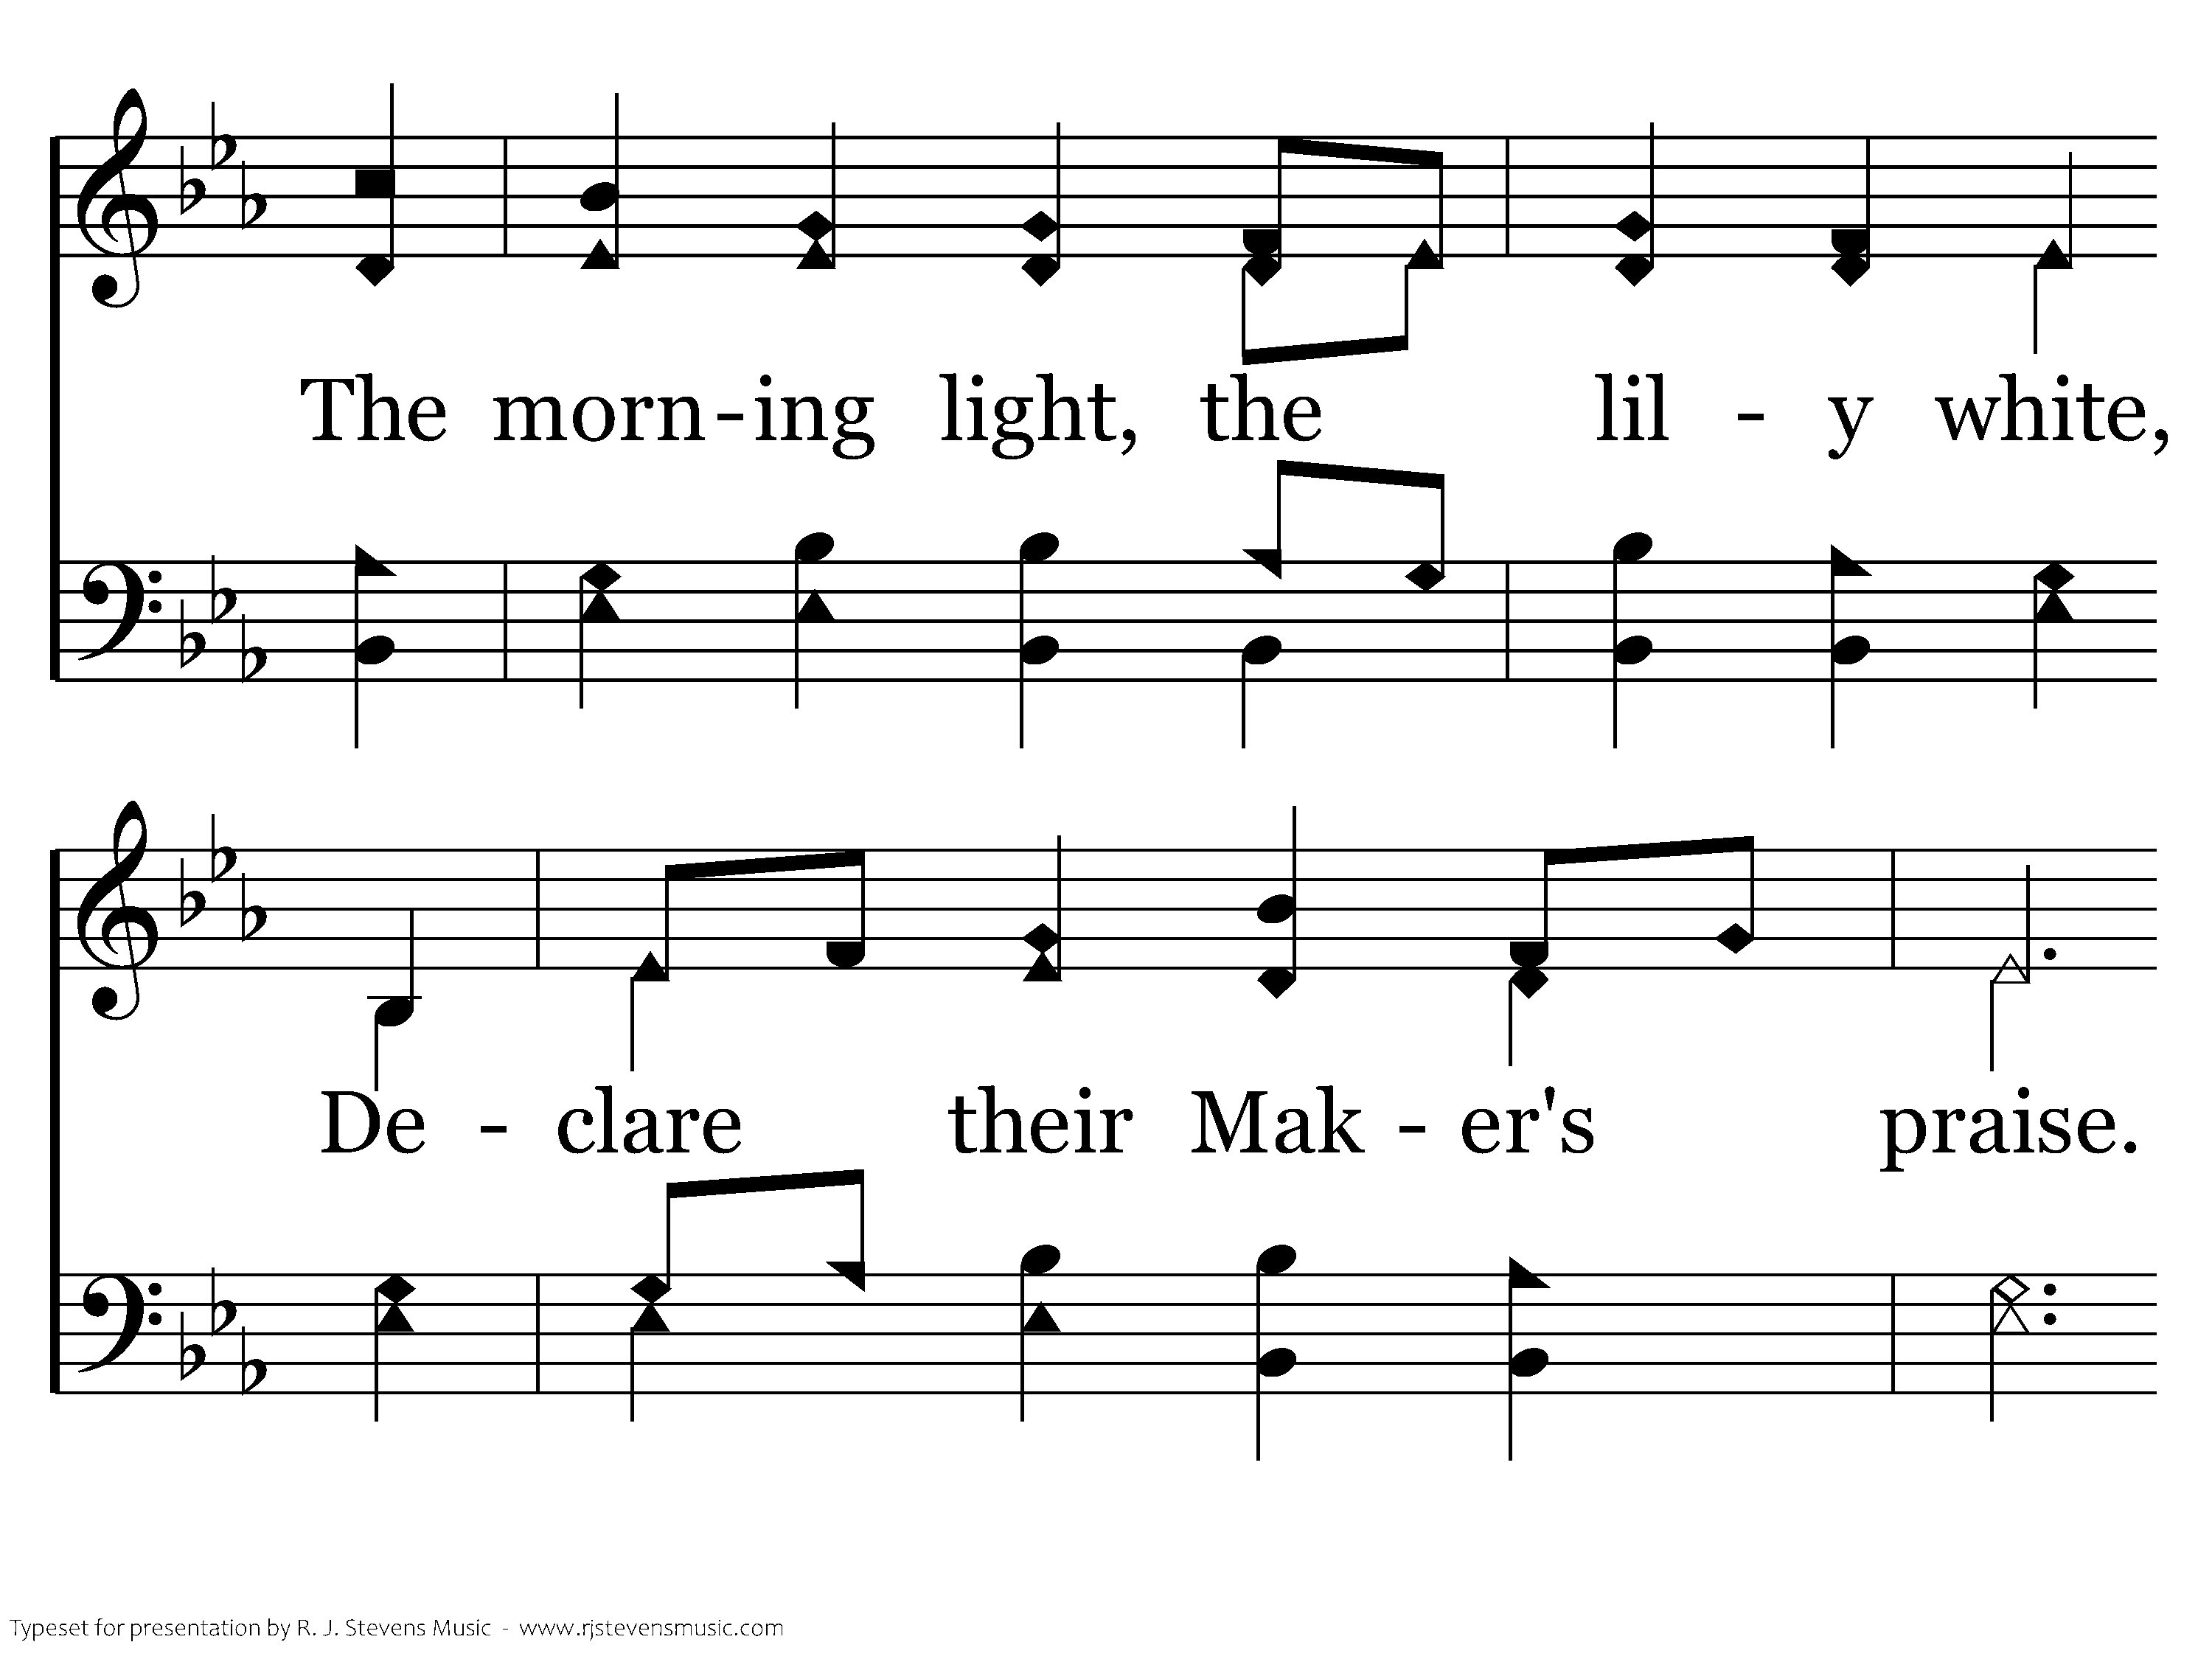 The morn-ing light, the lil - y white,
De - clare their Mak - er's praise.
Typeset for presentation by R. J. Stevens Music - www.rjstevensmusic.com